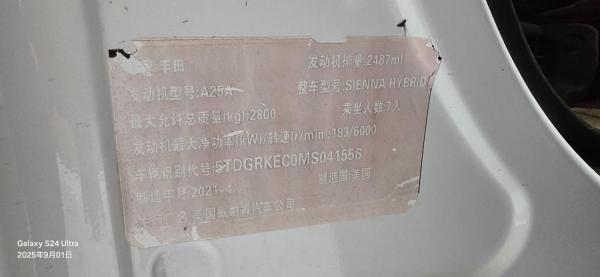 丰田
发动机排量:2487ml
发动机型号:A25A
整车型号:SIENNA HYBRID
最大允许总质量(kg):2800
乘坐人数:7人
发动机最大净功率(kW)/转速(r/min):183/6000
车辆识别代号:5TDGRKEC0MS041556
制造年月:2021-4
制造国:美国
名:美国戴姆肯汽车公司
Galaxy S24 Ultra
2025年9月01日